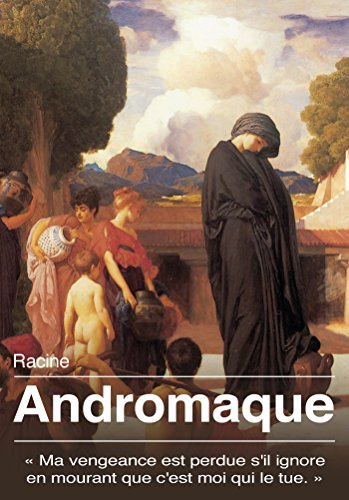 Racine
Andromaque
« Ma vengeance est perdue s'il ignore
en mourant que c'est moi qui le tue. »